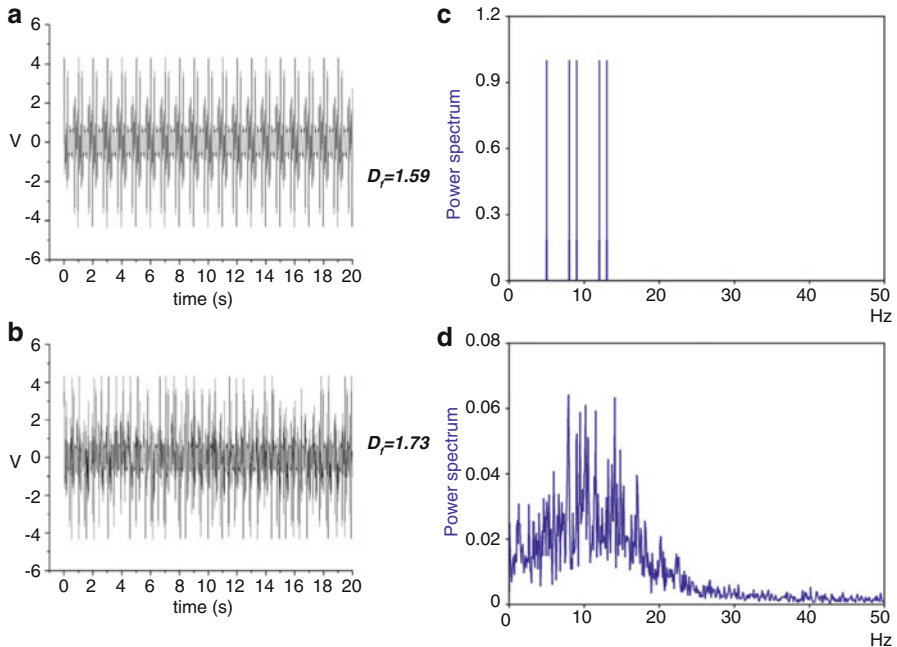 a
6
4
2
V 0
-2
-4
-6
0 2 4 6 8 10 12 14 16 18 20
time (s)
D_f=1.59
c
1.2
0.9
0.6
0.3
0
Power spectrum
0 10 20 30 40 50
Hz
b
6
4
2
V 0
-2
-4
-6
0 2 4 6 8 10 12 14 16 18 20
time (s)
D_f=1.73
d
0.08
0.06
0.04
0.02
0
Power spectrum
0 10 20 30 40 50
Hz